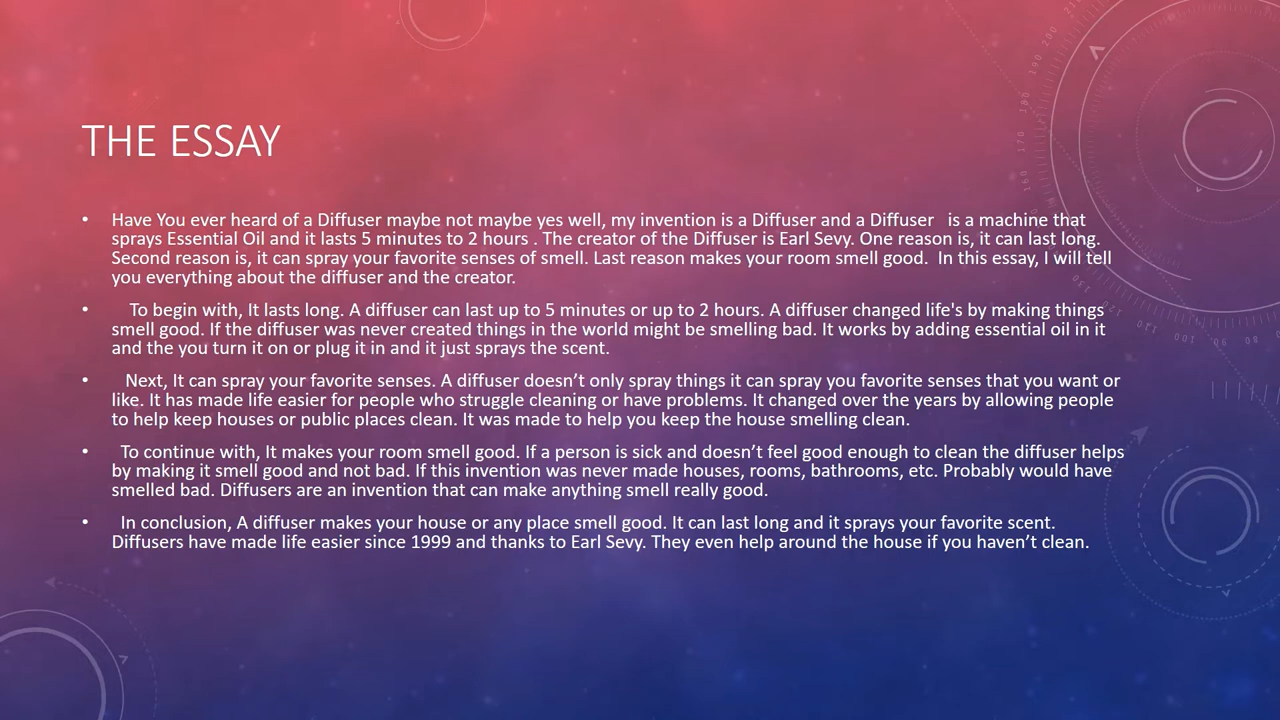 THE ESSAY
• Have You ever heard of a Diffuser maybe not maybe yes well, my invention is a Diffuser and a Diffuser   is a machine that
sprays Essential Oil and it lasts 5 minutes to 2 hours . The creator of the Diffuser is Earl Sevy. One reason is, it can last long.
Second reason is, it can spray your favorite senses of smell. Last reason makes your room smell good.  In this essay, I will tell
you everything about the diffuser and the creator.
• To begin with, It lasts long. A diffuser can last up to 5 minutes or up to 2 hours. A diffuser changed life's by making things
smell good. If the diffuser was never created things in the world might be smelling bad. It works by adding essential oil in it
and the you turn it on or plug it in and it just sprays the scent.
• Next, It can spray your favorite senses. A diffuser doesn’t only spray things it can spray you favorite senses that you want or
like. It has made life easier for people who struggle cleaning or have problems. It changed over the years by allowing people
to help keep houses or public places clean. It was made to help you keep the house smelling clean.
• To continue with, It makes your room smell good. If a person is sick and doesn’t feel good enough to clean the diffuser helps
by making it smell good and not bad. If this invention was never made houses, rooms, bathrooms, etc. Probably would have
smelled bad. Diffusers are an invention that can make anything smell really good.
• In conclusion, A diffuser makes your house or any place smell good. It can last long and it sprays your favorite scent.
Diffusers have made life easier since 1999 and thanks to Earl Sevy. They even help around the house if you haven’t clean.
160 170 180 190 200 210
150 140 130 120 110 100 90 80